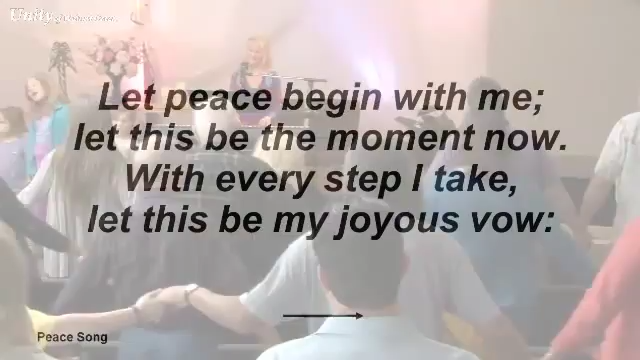 Unity
Let peace begin with me;
let this be the moment now.
With every step I take,
let this be my joyous vow:
Peace Song